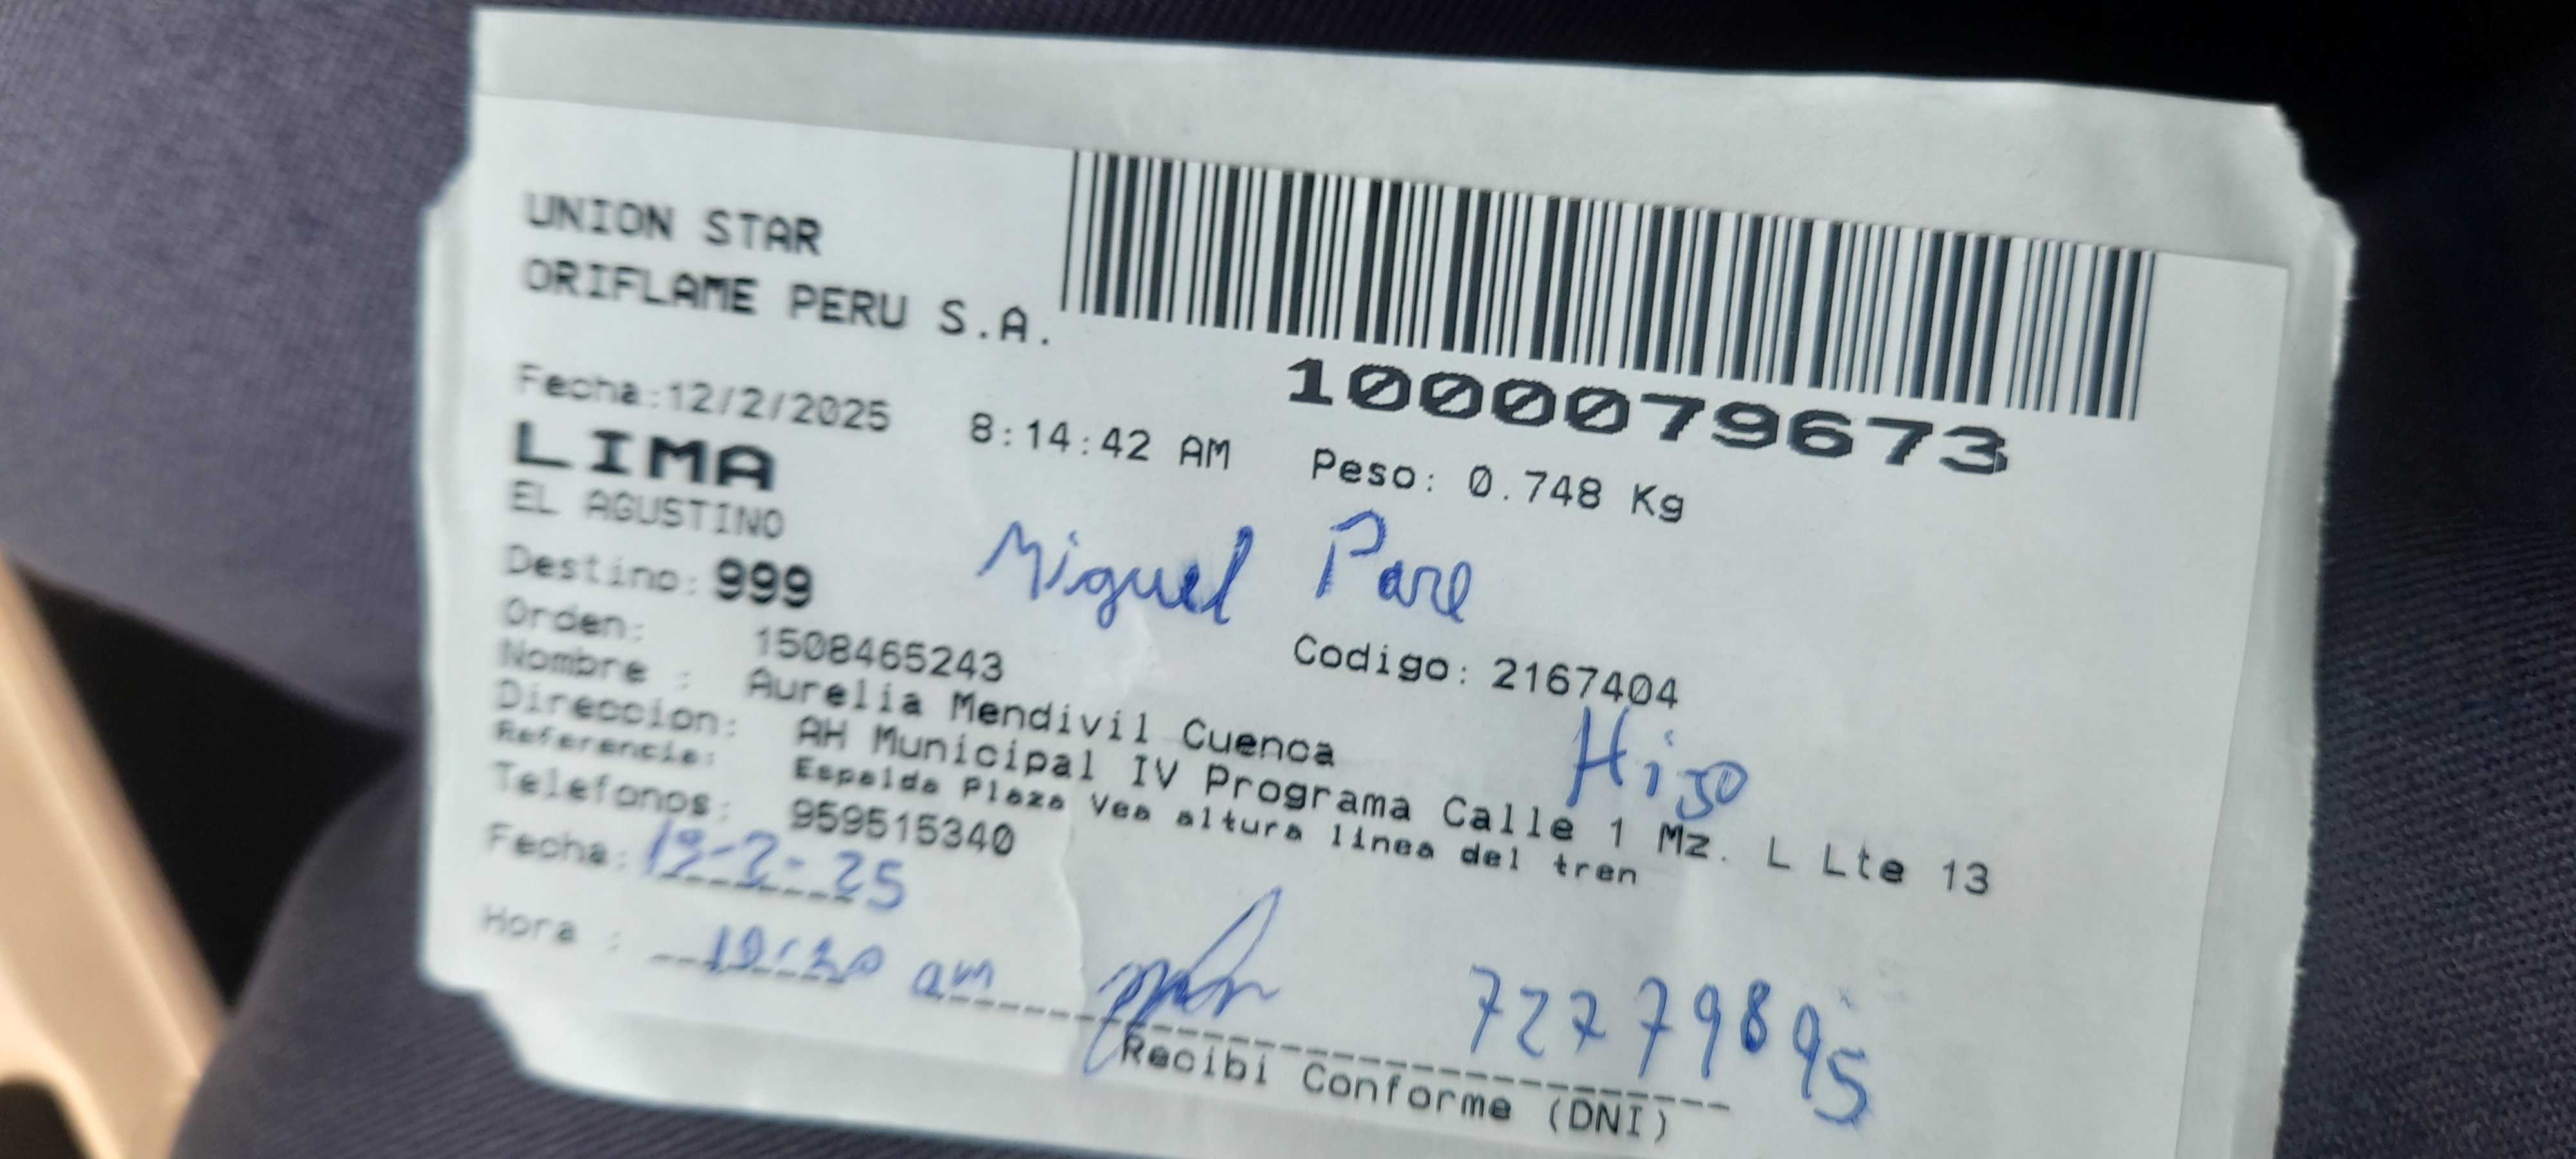 UNION STAR
ORIFLAME PERU S.A.
1000079673
Fecha:12/2/2025 8:14:42 AM Peso: 0.748 Kg
LIMA
EL AGUSTINO
Miguel Pare
Destino: 999
Orden: 1508465243 Codigo: 2167404
Nombre : Aurelia Mendivil Cuenca
Hijo
Direccion: AH Municipal IV Programa Calle 1 Mz. L Lte 13
Referencia: Espalda Plaza Vea altura linea del tren
Telefonos: 959515340
Fecha: -2-25
Hora : am
72779895
Recibi Conforme (DNI)